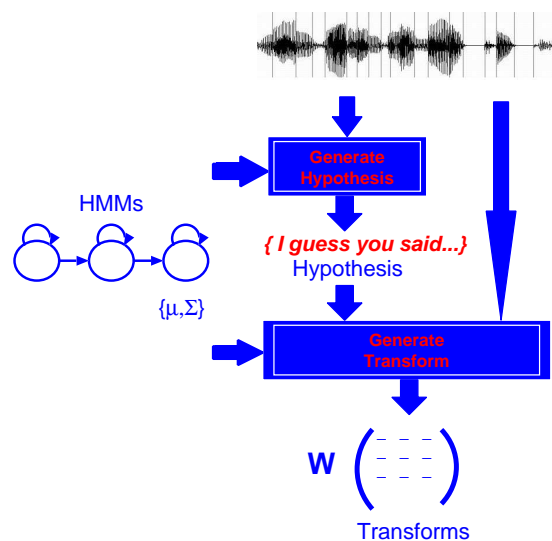 Generate
Hypothesis
HMMs
{ I guess you said...}
Hypothesis
{μ,Σ}
Generate
Transform
W
Transforms